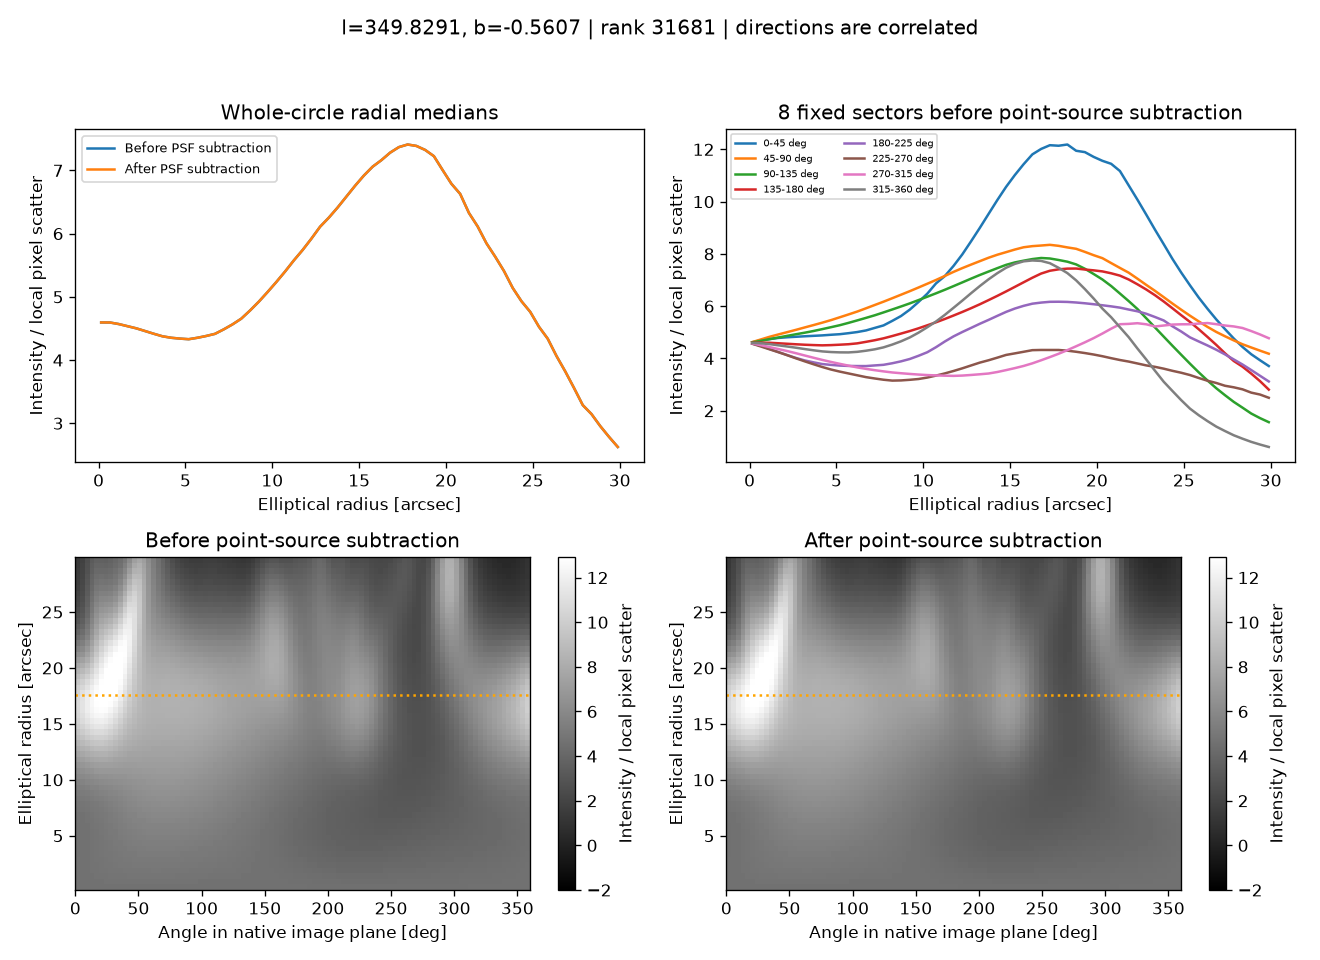 l=349.8291, b=-0.5607 | rank 31681 | directions are correlated
Whole-circle radial medians
Before PSF subtraction
After PSF subtraction
Intensity / local pixel scatter
7
6
5
4
3
0 5 10 15 20 25 30
Elliptical radius [arcsec]
8 fixed sectors before point-source subtraction
0-45 deg 180-225 deg
45-90 deg 225-270 deg
90-135 deg 270-315 deg
135-180 deg 315-360 deg
Intensity / local pixel scatter
12
10
8
6
4
2
0 5 10 15 20 25 30
Elliptical radius [arcsec]
Before point-source subtraction
Elliptical radius [arcsec]
25
20
15
10
5
0 50 100 150 200 250 300 350
Angle in native image plane [deg]
12
10
8
6
4
2
0
−2
Intensity / local pixel scatter
After point-source subtraction
Elliptical radius [arcsec]
25
20
15
10
5
0 50 100 150 200 250 300 350
Angle in native image plane [deg]
12
10
8
6
4
2
0
−2
Intensity / local pixel scatter